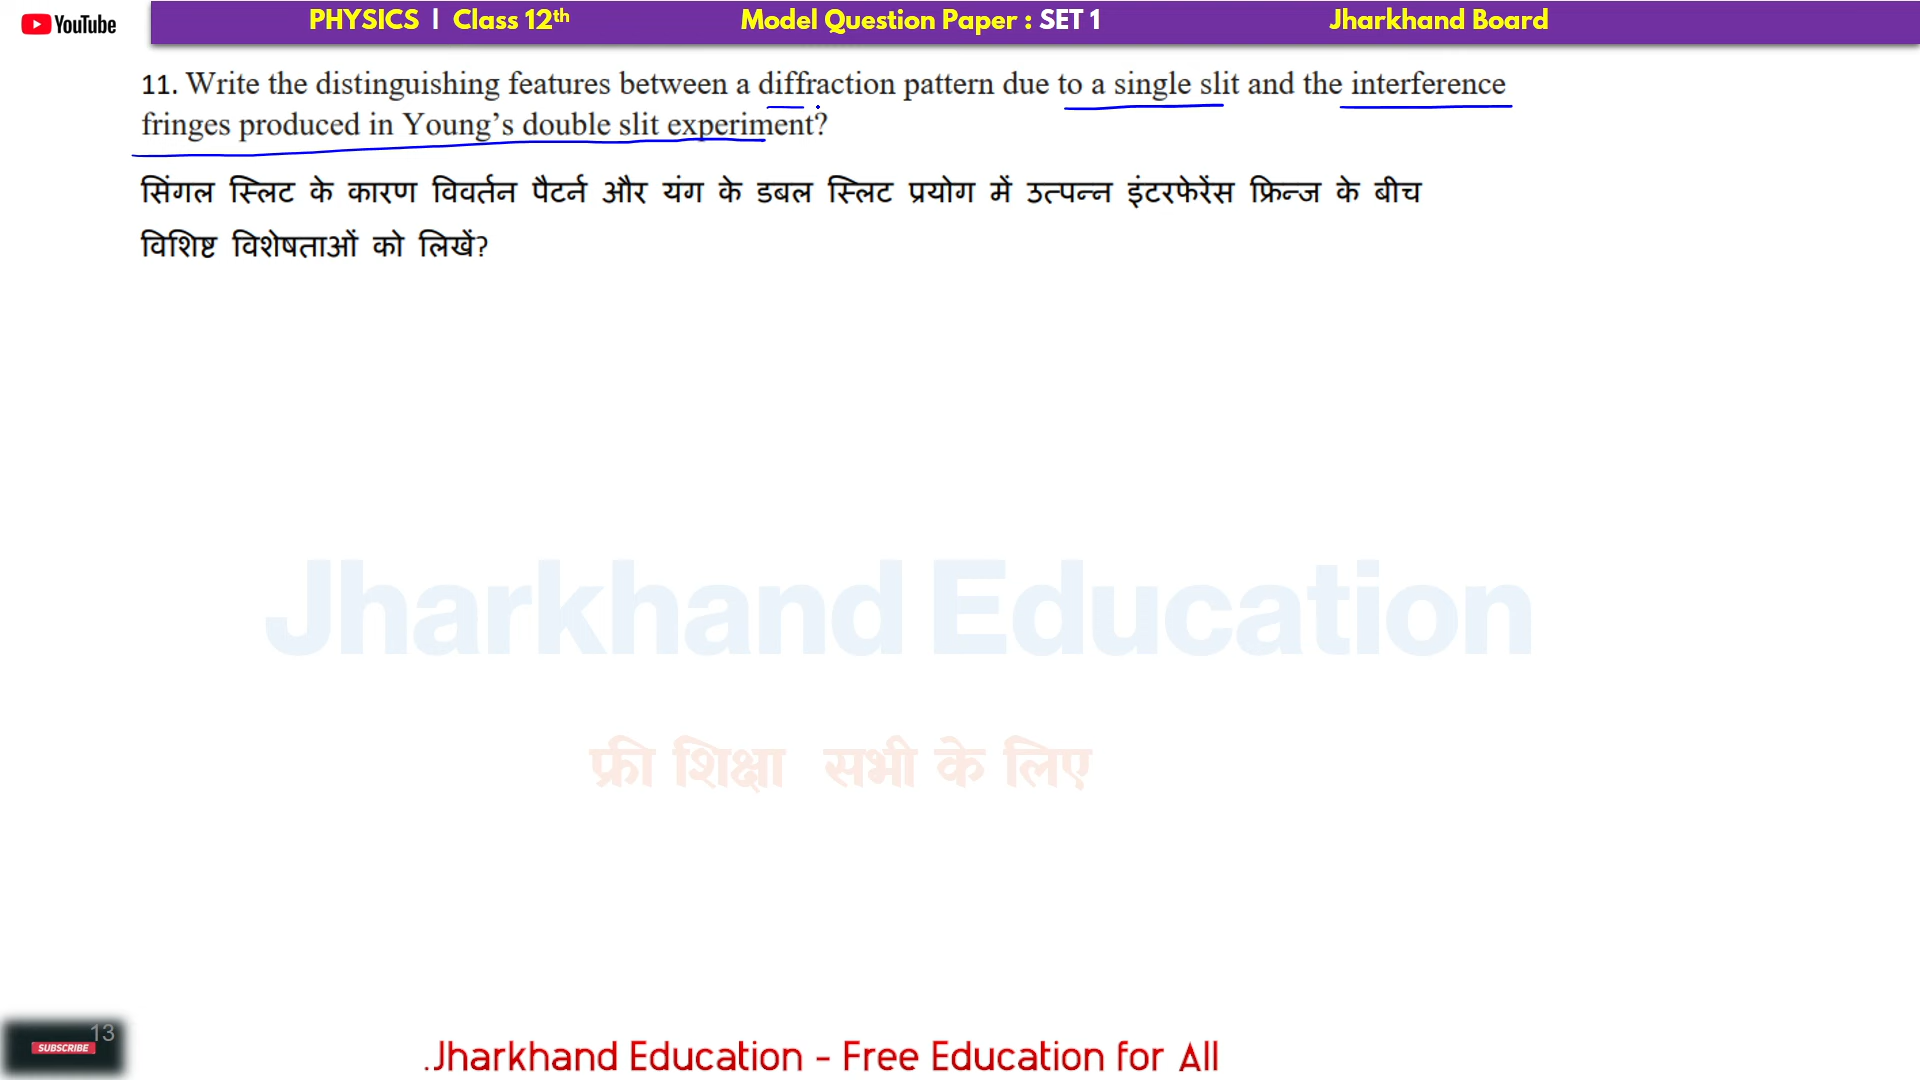 YouTube
PHYSICS | Class 12th Model Question Paper : SET 1 Jharkhand Board
11. Write the distinguishing features between a diffraction pattern due to a single slit and the interference
fringes produced in Young’s double slit experiment?
सिंगल स्लिट के कारण विवर्तन पैटर्न और यंग के डबल स्लिट प्रयोग में उत्पन्न इंटरफेरेंस फ्रिन्ज के बीच
विशिष्ट विशेषताओं को लिखें?
Jharkhand Education
फ्री शिक्षा सभी के लिए
13
SUBSCRIBE
.Jharkhand Education - Free Education for All